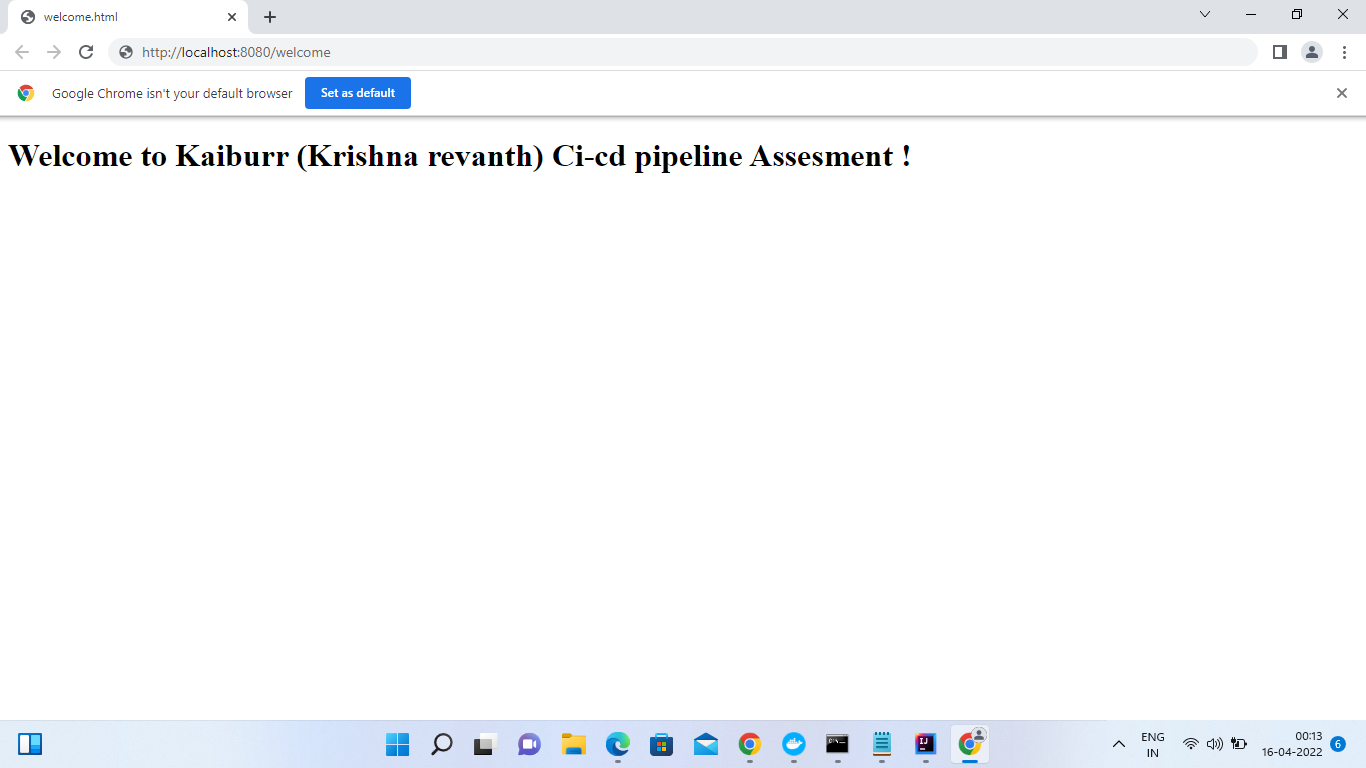 welcome.html
http://localhost:8080/welcome
Google Chrome isn't your default browser
Set as default
Welcome to Kaiburr (Krishna revanth) Ci-cd pipeline Assesment !
ENG
IN
00:13
16-04-2022
6
IJ